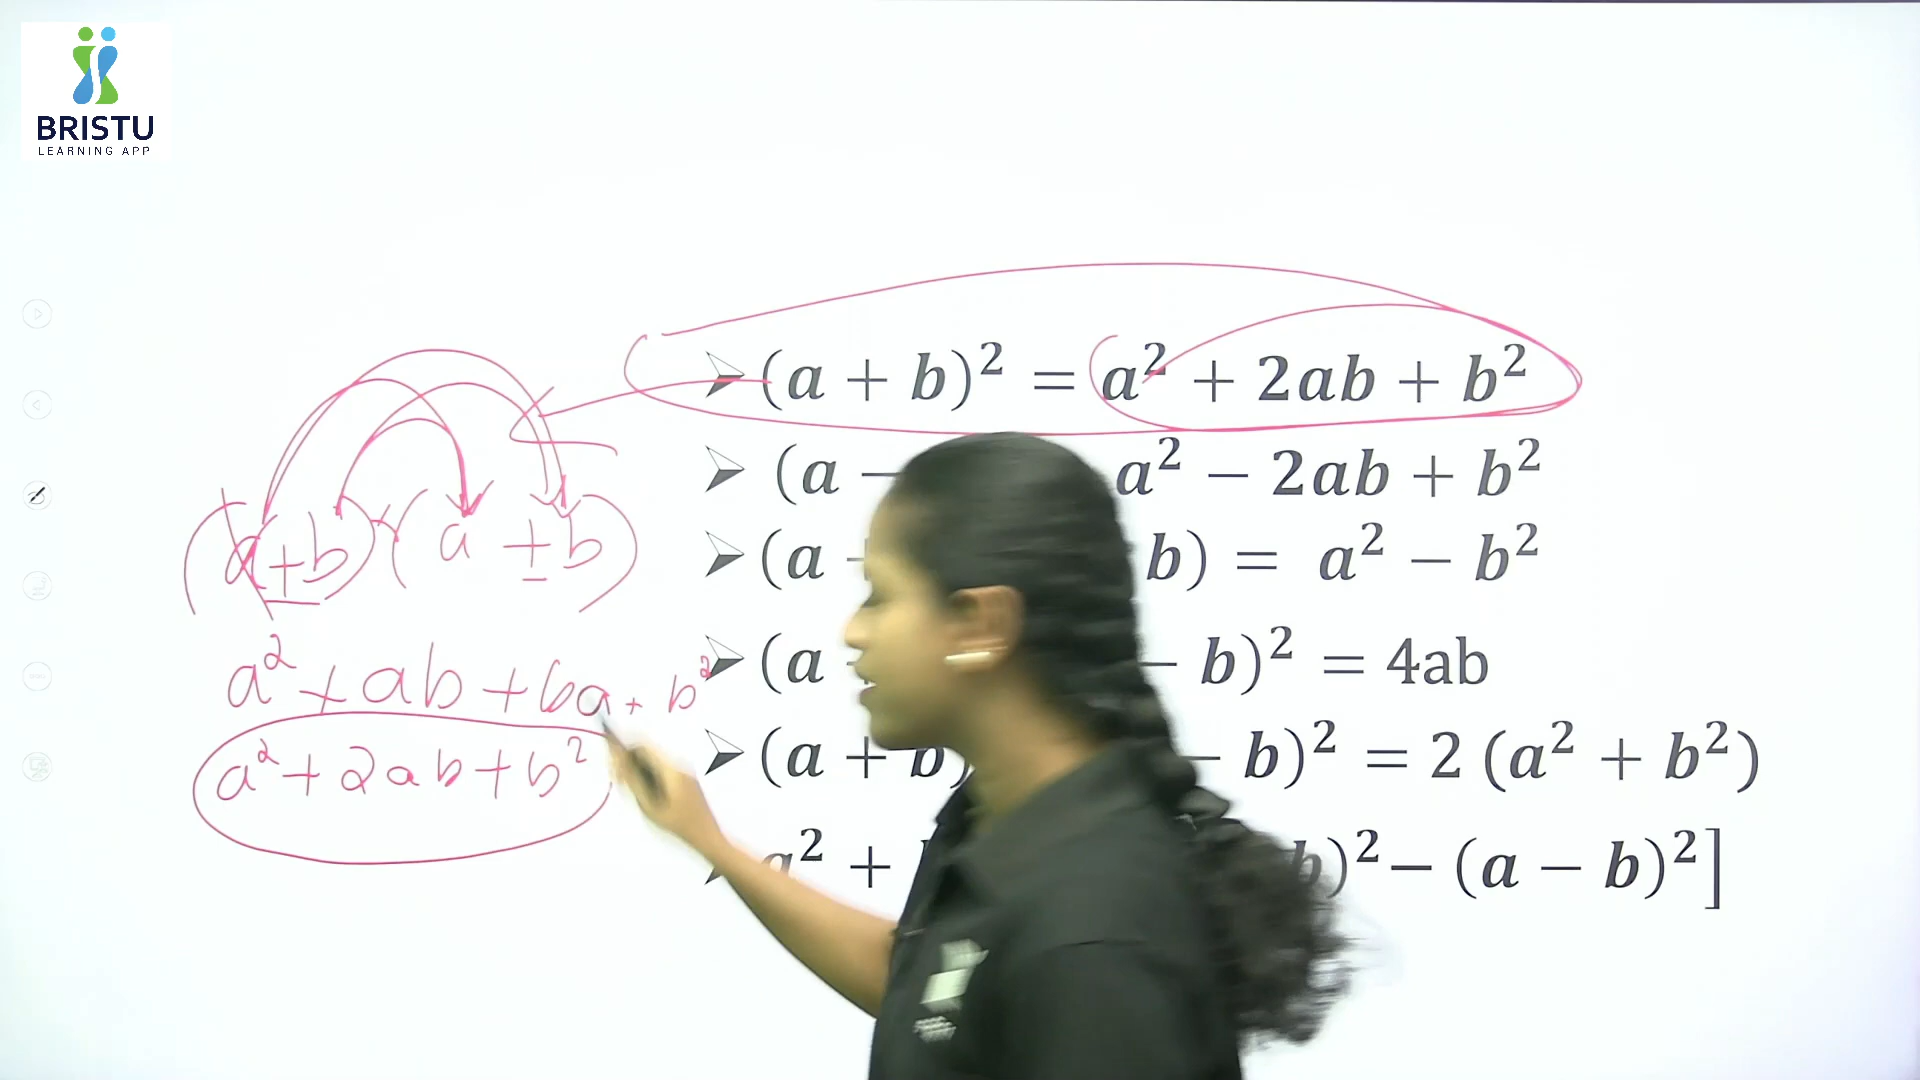 BRISTU
LEARNING APP
(a + b)² = a² + 2ab + b²
(a − a² − 2ab + b²
(a b) = a² − b²
(a − b)² = 4ab
(a + b) − b)² = 2 (a² + b²)
a² + b)² − (a − b)²]
(a+b) (a + b)
a² + ab + ba + b²
a² + 2ab + b²